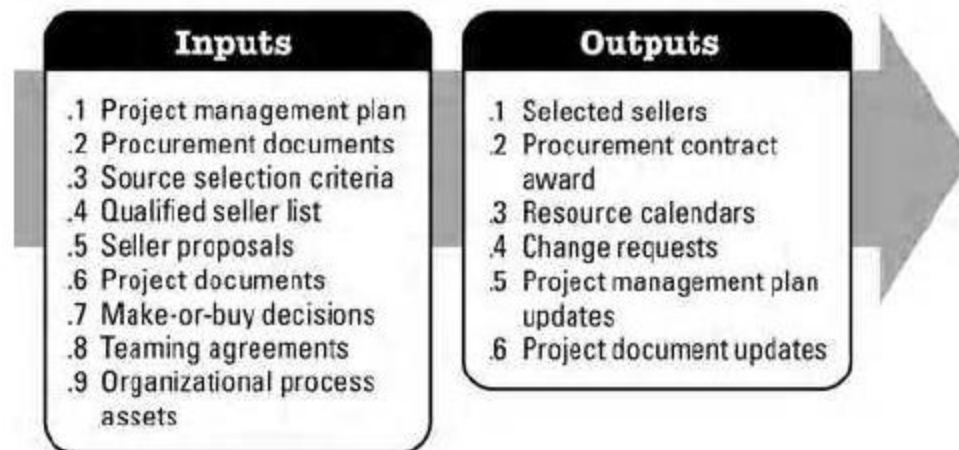 Inputs
.1 Project management plan
.2 Procurement documents
.3 Source selection criteria
.4 Qualified seller list
.5 Seller proposals
.6 Project documents
.7 Make-or-buy decisions
.8 Teaming agreements
.9 Organizational process
assets
Outputs
.1 Selected sellers
.2 Procurement contract
award
.3 Resource calendars
.4 Change requests
.5 Project management plan
updates
.6 Project document updates